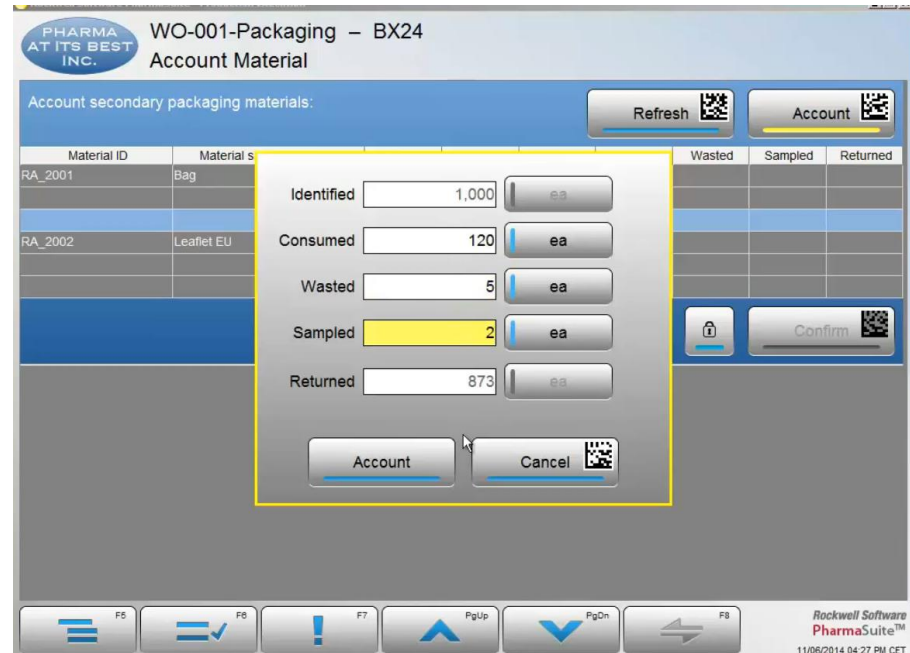 PHARMA
AT ITS BEST
INC.
WO-001-Packaging – BX24
Account Material
Account secondary packaging materials:
Refresh
Account
Material ID
Material s
Wasted
Sampled
Returned
RA_2001
Bag
RA_2002
Leaflet EU
Identified 1,000 ea
Consumed 120 ea
Wasted 5 ea
Sampled 2 ea
Returned 873 ea
Confirm
Account
Cancel
F5
F6
F7
PgUp
PgDn
F8
Rockwell Software
PharmaSuite™
11/06/2014 04:27 PM CET